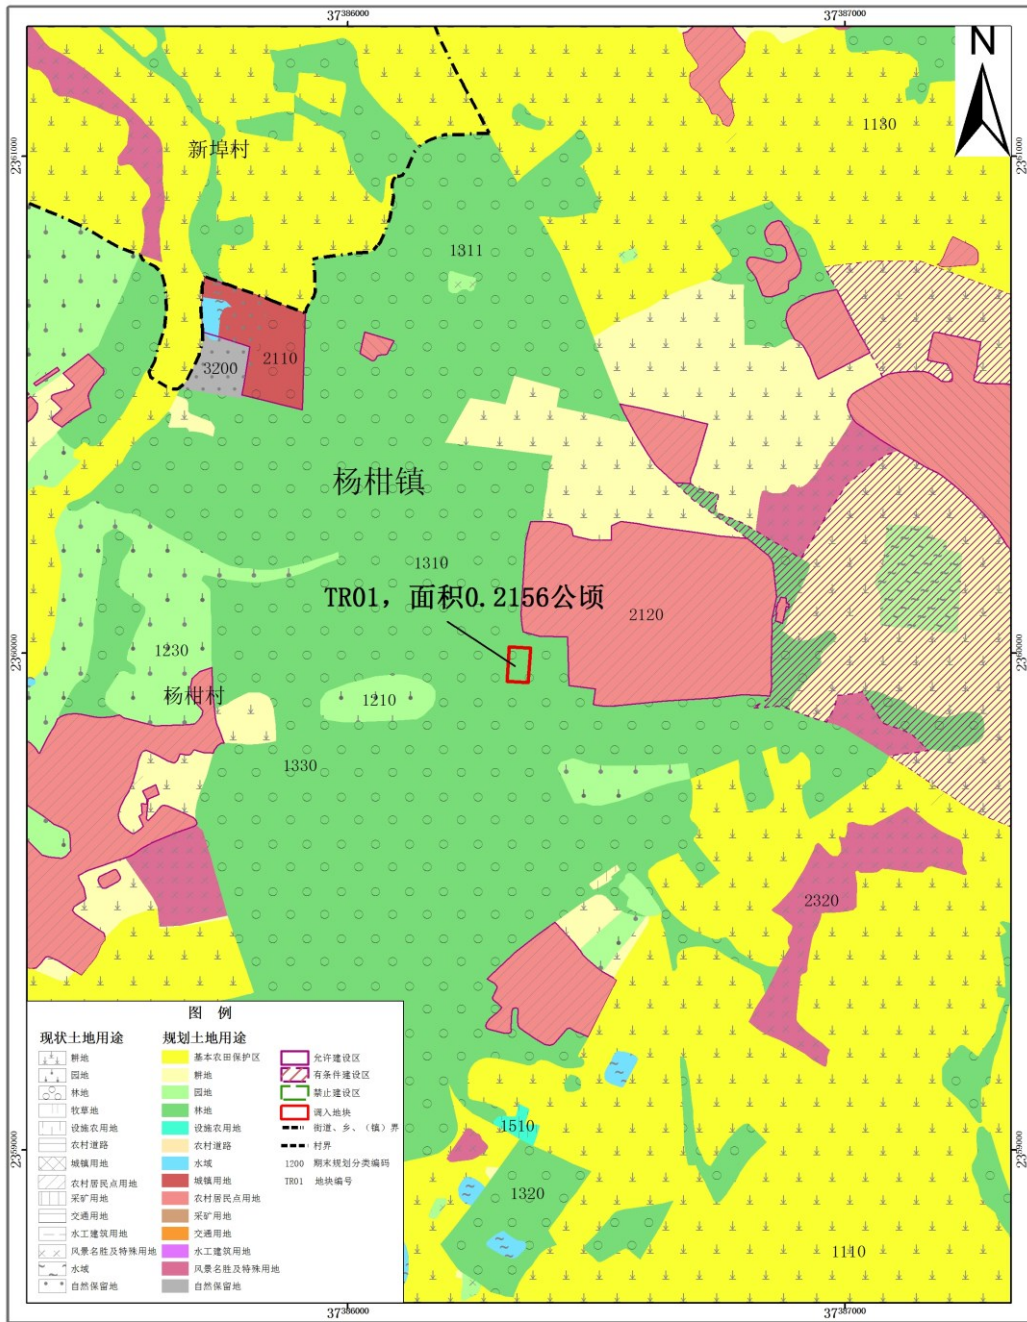 37386000
37387000
N
2361000
2361000
1130
新埠村
1311
2110
3200
杨柑镇
1310
TR01，面积0.2156公顷
2120
2360000
2360000
1230
杨柑村
1210
1330
2320
图 例
现状土地用途
耕地
园地
林地
牧草地
设施农用地
农村道路
城镇用地
农村居民点用地
采矿用地
交通用地
水工建筑用地
风景名胜及特殊用地
水域
自然保留地
规划土地用途
基本农田保护区
耕地
园地
林地
设施农用地
农村道路
水域
城镇用地
农村居民点用地
采矿用地
交通用地
水工建筑用地
风景名胜及特殊用地
自然保留地
允许建设区
有条件建设区
禁止建设区
调入地块
街道、乡、（镇）界
村界
1200 期末规划分类编码
TR01 地块编号
1510
2359000
2359000
1320
1110
37386000
37387000